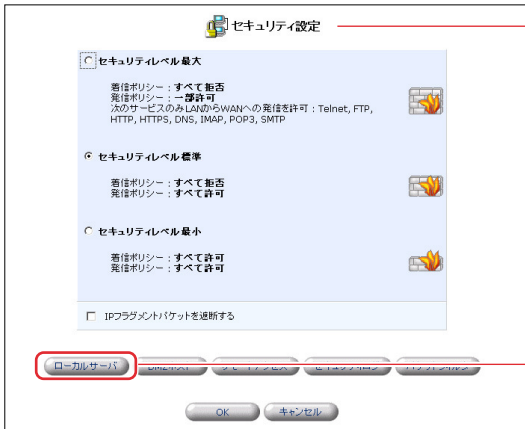 セキュリティ設定
セキュリティレベル最大
着信ポリシー：すべて拒否
発信ポリシー：一部許可
次のサービスのみLANからWANへの発信を許可：Telnet, FTP,
HTTP, HTTPS, DNS, IMAP, POP3, SMTP
セキュリティレベル標準
着信ポリシー：すべて拒否
発信ポリシー：すべて許可
セキュリティレベル最小
着信ポリシー：すべて許可
発信ポリシー：すべて許可
IPフラグメントパケットを遮断する
ローカルサーバ
OK キャンセル